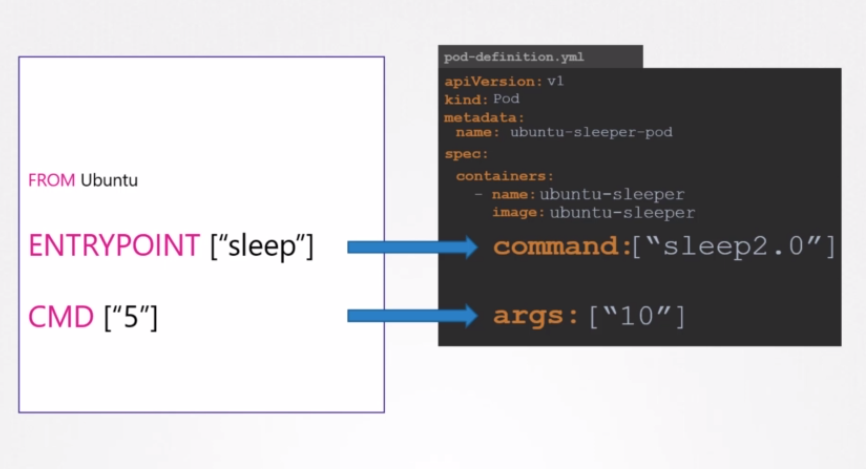 FROM Ubuntu
ENTRYPOINT ["sleep"]
CMD ["5"]
pod-definition.yml
apiVersion: v1
kind: Pod
metadata:
name: ubuntu-sleeper-pod
spec:
containers:
- name: ubuntu-sleeper
image: ubuntu-sleeper
command:[“sleep2.0”]
args: [“10”]